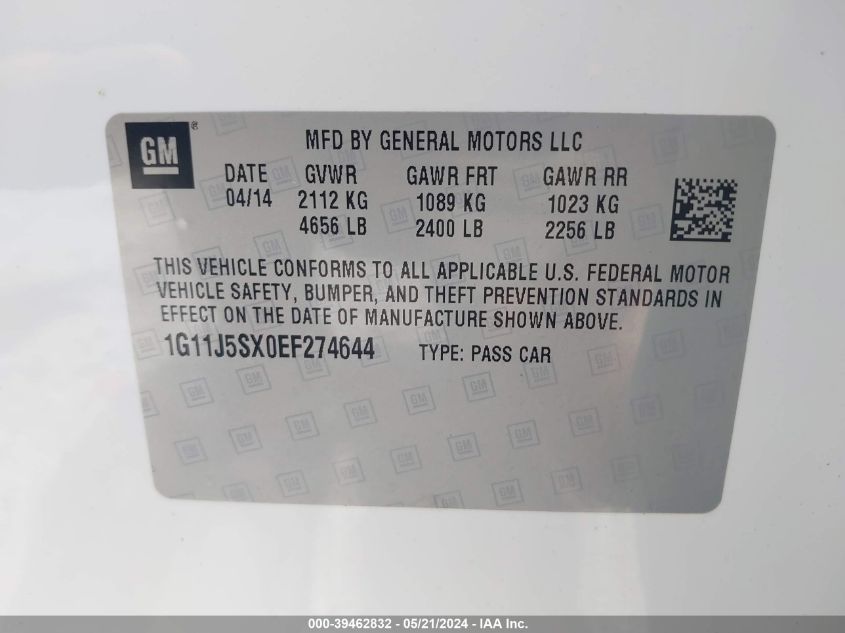 GM®
MFD BY GENERAL MOTORS LLC
DATE GVWR GAWR FRT GAWR RR
04/14 2112 KG 1089 KG 1023 KG
4656 LB 2400 LB 2256 LB
THIS VEHICLE CONFORMS TO ALL APPLICABLE U.S. FEDERAL MOTOR
VEHICLE SAFETY, BUMPER, AND THEFT PREVENTION STANDARDS IN
EFFECT ON THE DATE OF MANUFACTURE SHOWN ABOVE.
1G11J5SX0EF274644 TYPE: PASS CAR
000-39462832 - 05/21/2024 - IAA Inc.